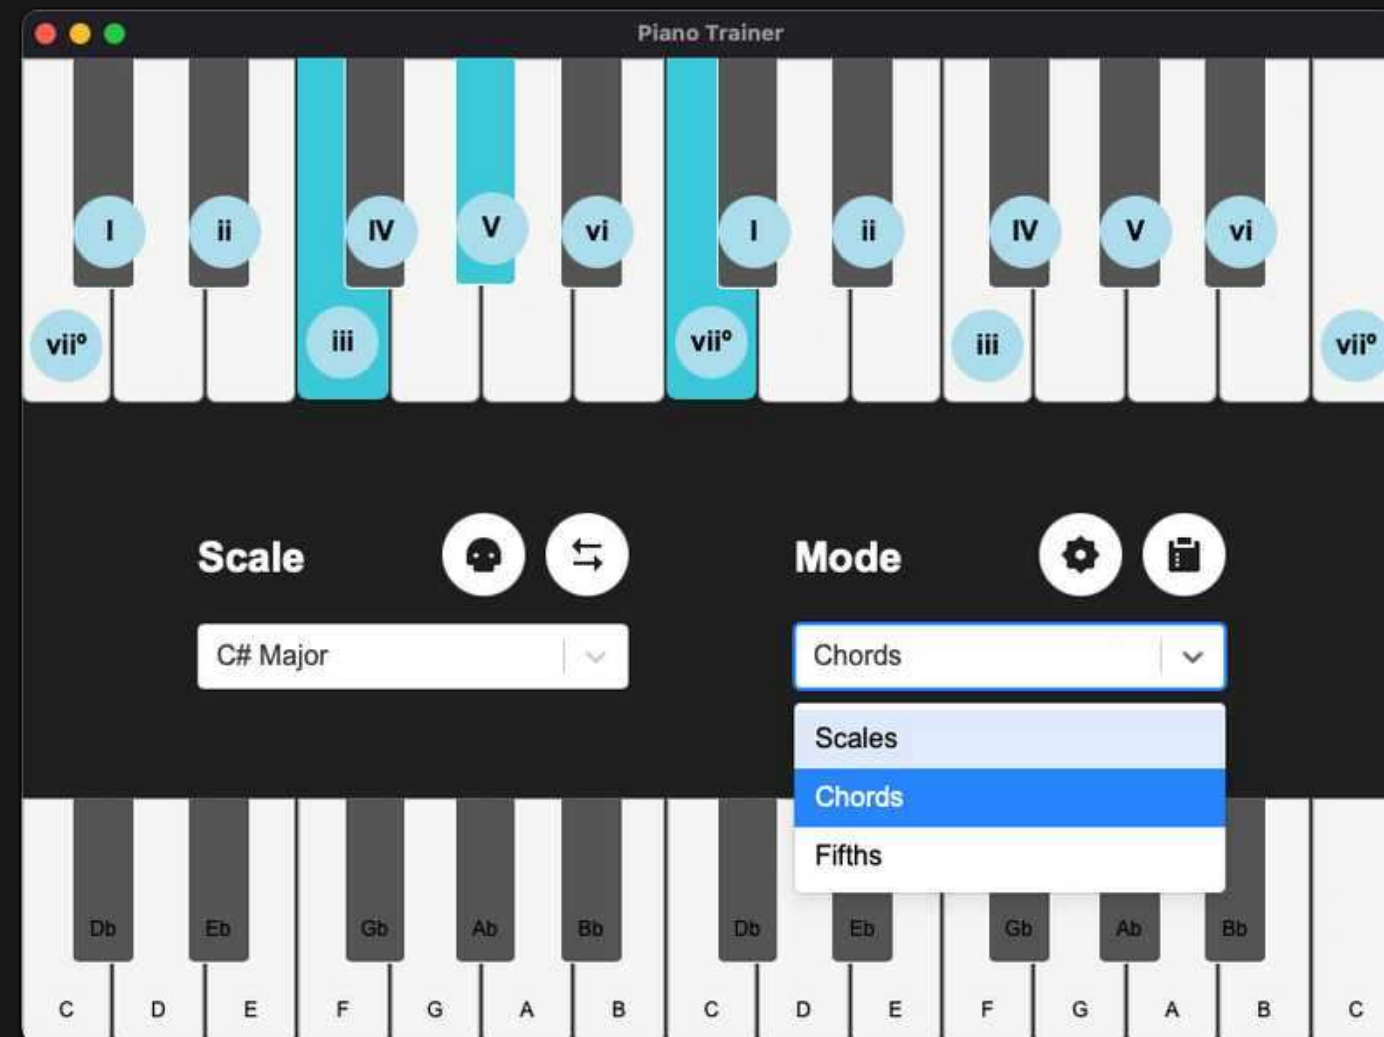 Piano Trainer
I ii IV V vi I ii IV V vi
vii° iii vii° iii vii°
Scale
Mode
C# Major
Chords
Scales
Chords
Fifths
Db Eb Gb Ab Bb Db Eb Gb Ab Bb
C D E F G A B C D E F G A B C